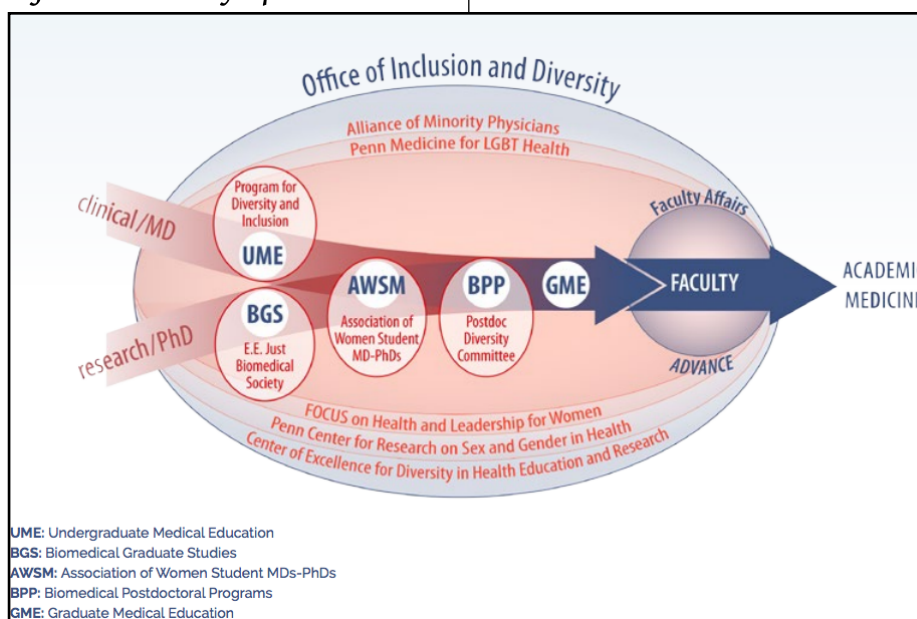 Office of Inclusion and Diversity
Alliance of Minority Physicians
Penn Medicine for LGBT Health
clinical/MD
Program for
Diversity and
Inclusion
UME
Faculty Affairs
AWSM
Association of
Women Student
MD-PhDs
BPP
Postdoc
Diversity
Committee
GME
FACULTY
ACADEMI
MEDICINE
research/PhD
BGS
E.E. Just
Biomedical
Society
ADVANCE
FOCUS on Health and Leadership for Women
Penn Center for Research on Sex and Gender in Health
Center of Excellence for Diversity in Health Education and Research
UME: Undergraduate Medical Education
BGS: Biomedical Graduate Studies
AWSM: Association of Women Student MDs-PhDs
BPP: Biomedical Postdoctoral Programs
GME: Graduate Medical Education